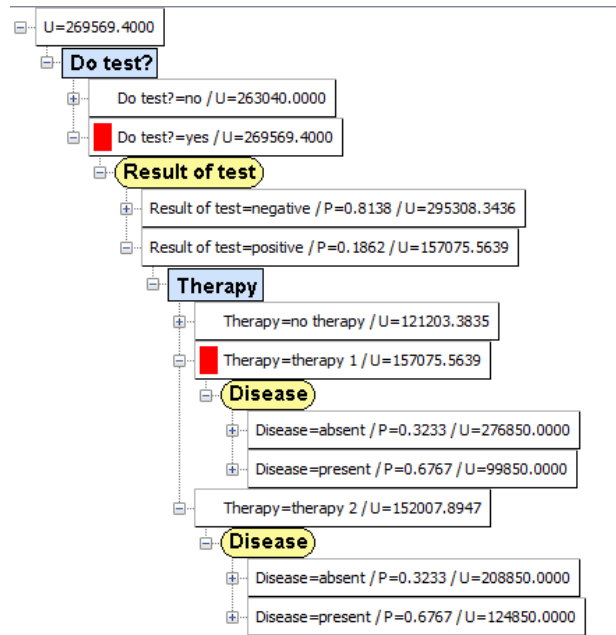 U=269569.4000
Do test?
Do test?=no / U=263040.0000
Do test?=yes / U=269569.4000
Result of test
Result of test=negative / P=0.8138 / U=295308.3436
Result of test=positive / P=0.1862 / U=157075.5639
Therapy
Therapy=no therapy / U=121203.3835
Therapy=therapy 1 / U=157075.5639
Disease
Disease=absent / P=0.3233 / U=276850.0000
Disease=present / P=0.6767 / U=99850.0000
Therapy=therapy 2 / U=152007.8947
Disease
Disease=absent / P=0.3233 / U=208850.0000
Disease=present / P=0.6767 / U=124850.0000